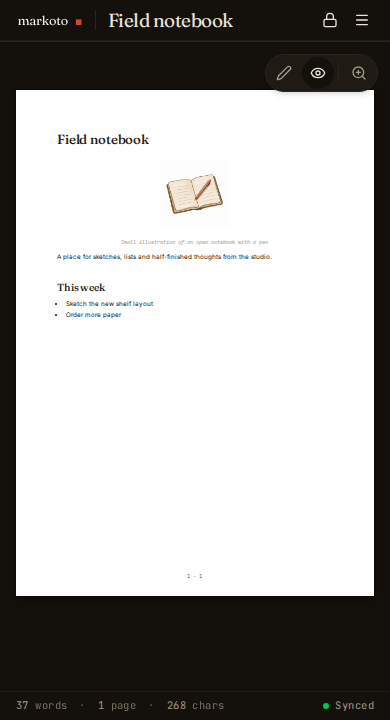 markoto
Field notebook
Field notebook
Small illustration of an open notebook with a pen
A place for sketches, lists and half-finished thoughts from the studio.
This week
• Sketch the new shelf layout
• Order more paper
1 - 1
37 words · 1 page · 268 chars
Synced